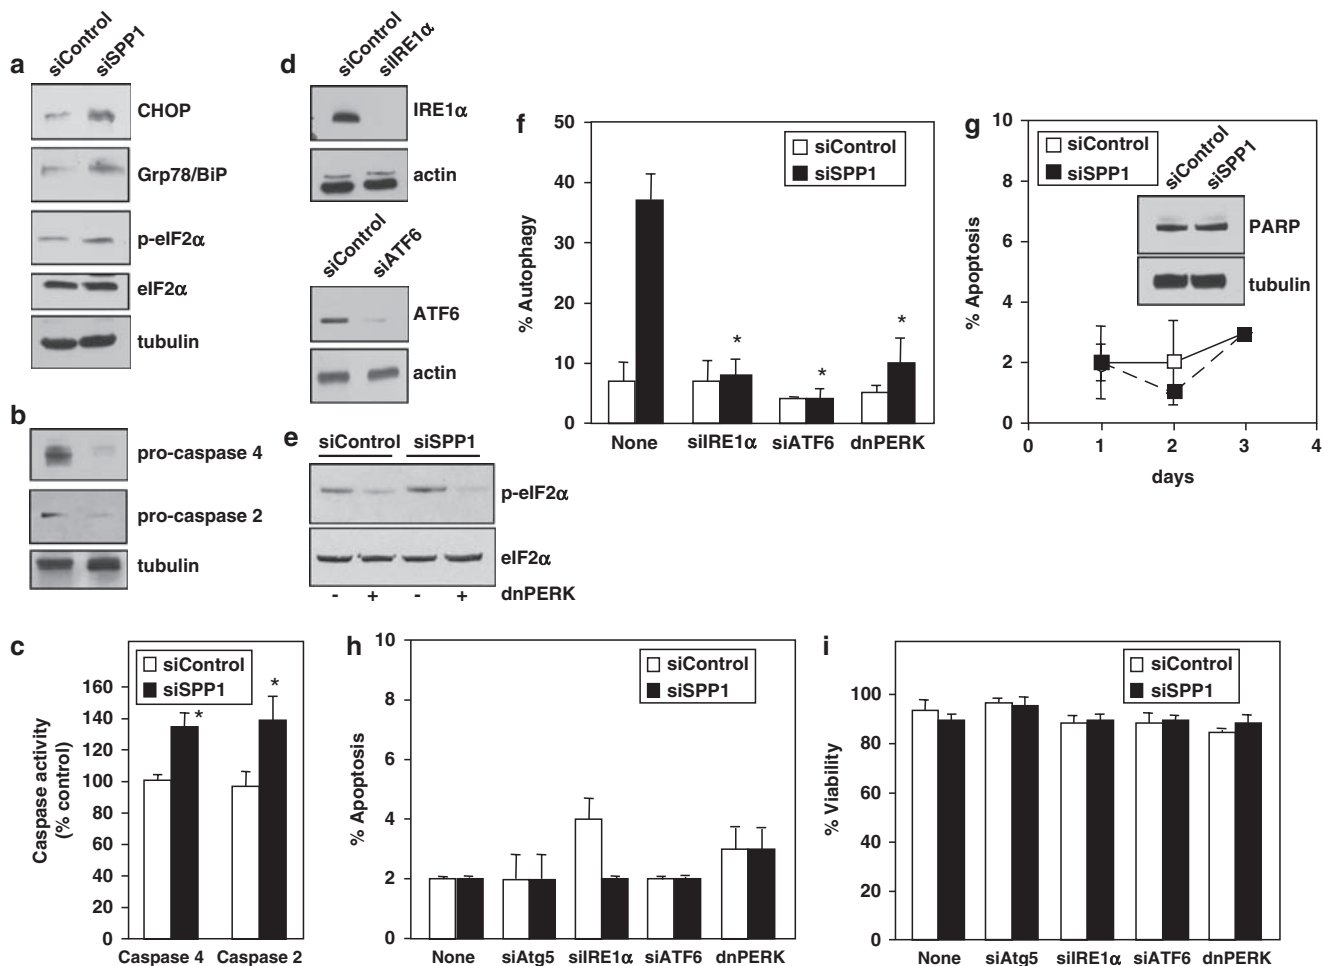 a
siControl
siSPP1
CHOP
Grp78/BiP
p-eIF2α
eIF2α
tubulin
b
pro-caspase 4
pro-caspase 2
tubulin
c
Caspase activity
(% control)
siControl
siSPP1
160
140
120
100
80
60
40
20
0
*
*
Caspase 4
Caspase 2
d
siControl
siIRE1α
IRE1α
actin
siControl
siATF6
ATF6
actin
e
siControl
siSPP1
p-eIF2α
eIF2α
- + - + dnPERK
f
% Autophagy
50
40
30
20
10
0
siControl
siSPP1
*
*
*
None
siIRE1α
siATF6
dnPERK
g
% Apoptosis
10
8
6
4
2
0
siControl
siSPP1
siControl
siSPP1
PARP
tubulin
0 1 2 3 4
days
h
% Apoptosis
10
8
6
4
2
0
siControl
siSPP1
None
siAtg5
siIRE1α
siATF6
dnPERK
i
% Viability
100
80
60
40
20
0
siControl
siSPP1
None
siAtg5
siIRE1α
siATF6
dnPERK